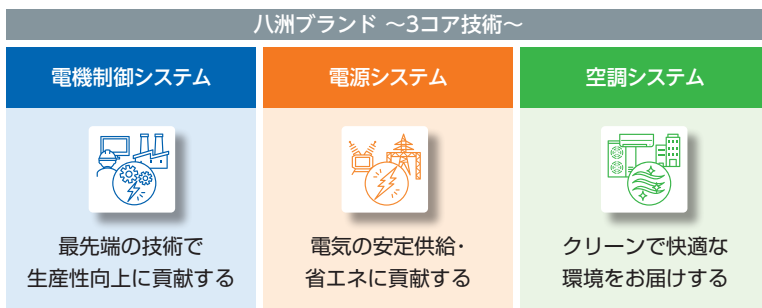 八洲ブランド ～3コア技術～
電機制御システム
最先端の技術で
生産性向上に貢献する
電源システム
電気の安定供給・
省エネに貢献する
空調システム
クリーンで快適な
環境をお届けする